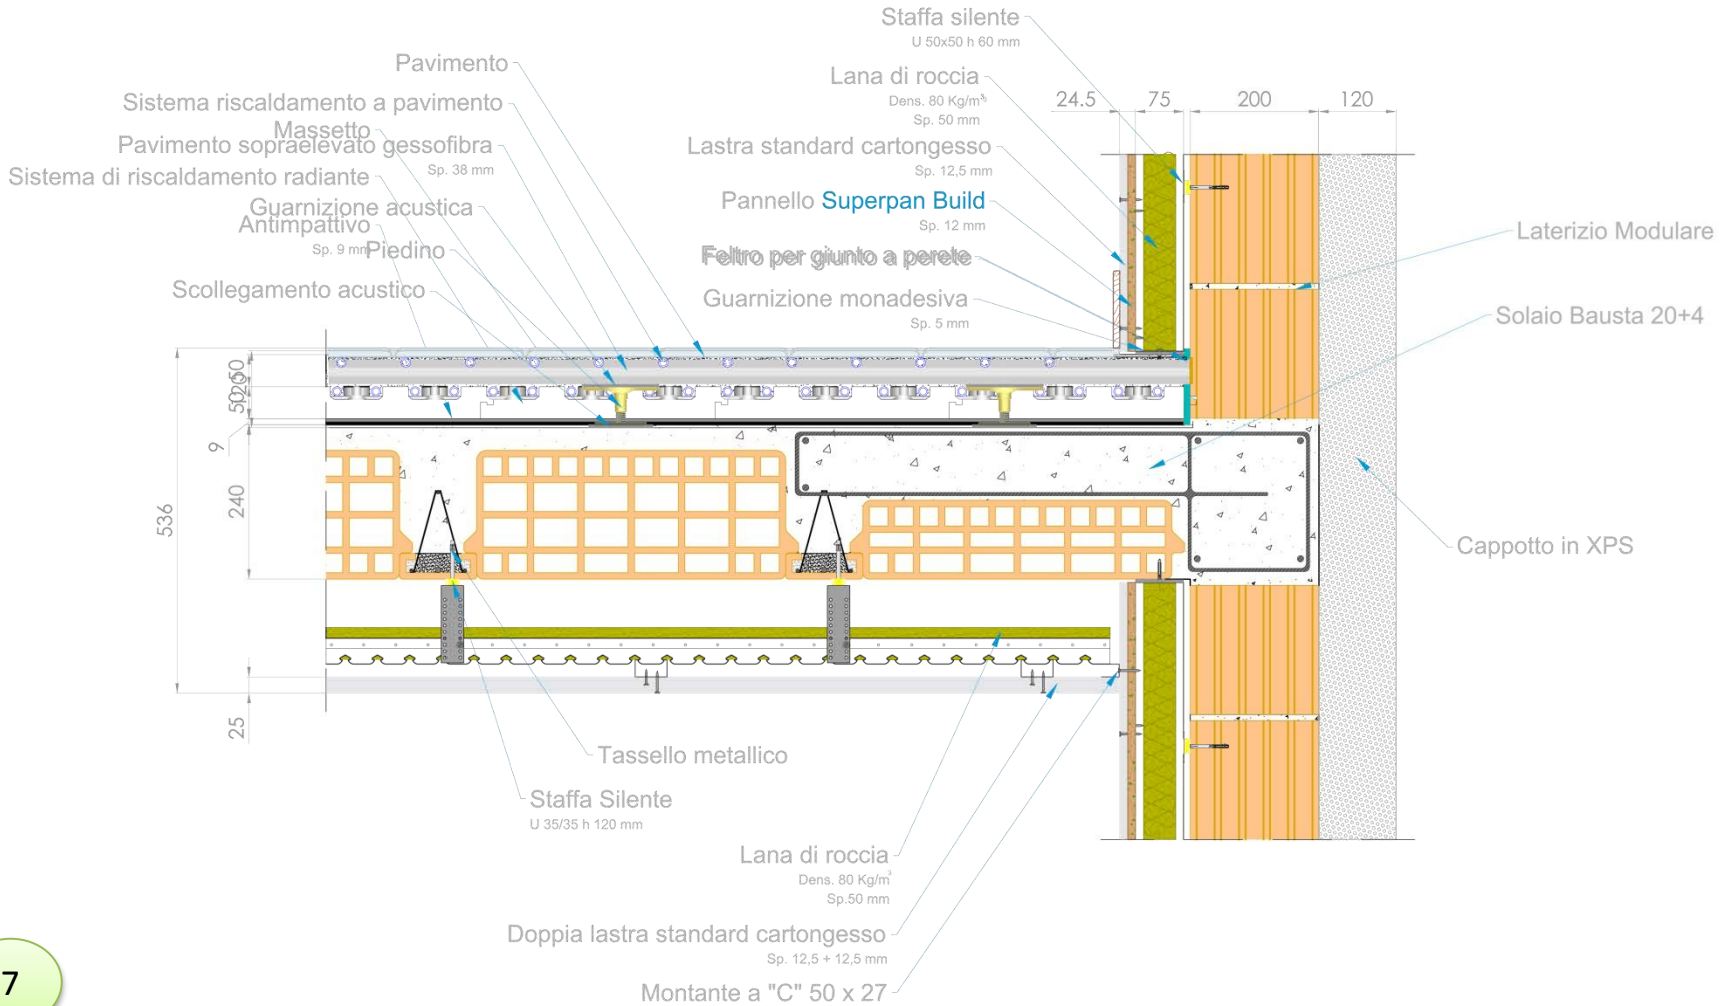 Staffa silente
U 50x50 h 60 mm
Pavimento
Lana di roccia
Dens. 80 Kg/m³
Sp. 50 mm
Sistema riscaldamento a pavimento
Massetto
Pavimento sopraelevato gessofibra
Sp. 38 mm
Lastra standard cartongesso
Sp. 12,5 mm
Sistema di riscaldamento radiante
Pannello Superpan Build
Sp. 12 mm
Guarnizione acustica
Antimpattivo
Sp. 9 mm
Piedino
Feltro per giunto a perete
Feltro per giunto a perete
Scollegamento acustico
Guarnizione monadesiva
Sp. 5 mm
24.5
75
200
120
Laterizio Modulare
Solaio Bausta 20+4
Cappotto in XPS
50
9
240
536
25
Tassello metallico
Staffa Silente
U 35/35 h 120 mm
Lana di roccia
Dens. 80 Kg/m³
Sp.50 mm
Doppia lastra standard cartongesso
Sp. 12,5 + 12,5 mm
Montante a "C" 50 x 27
7